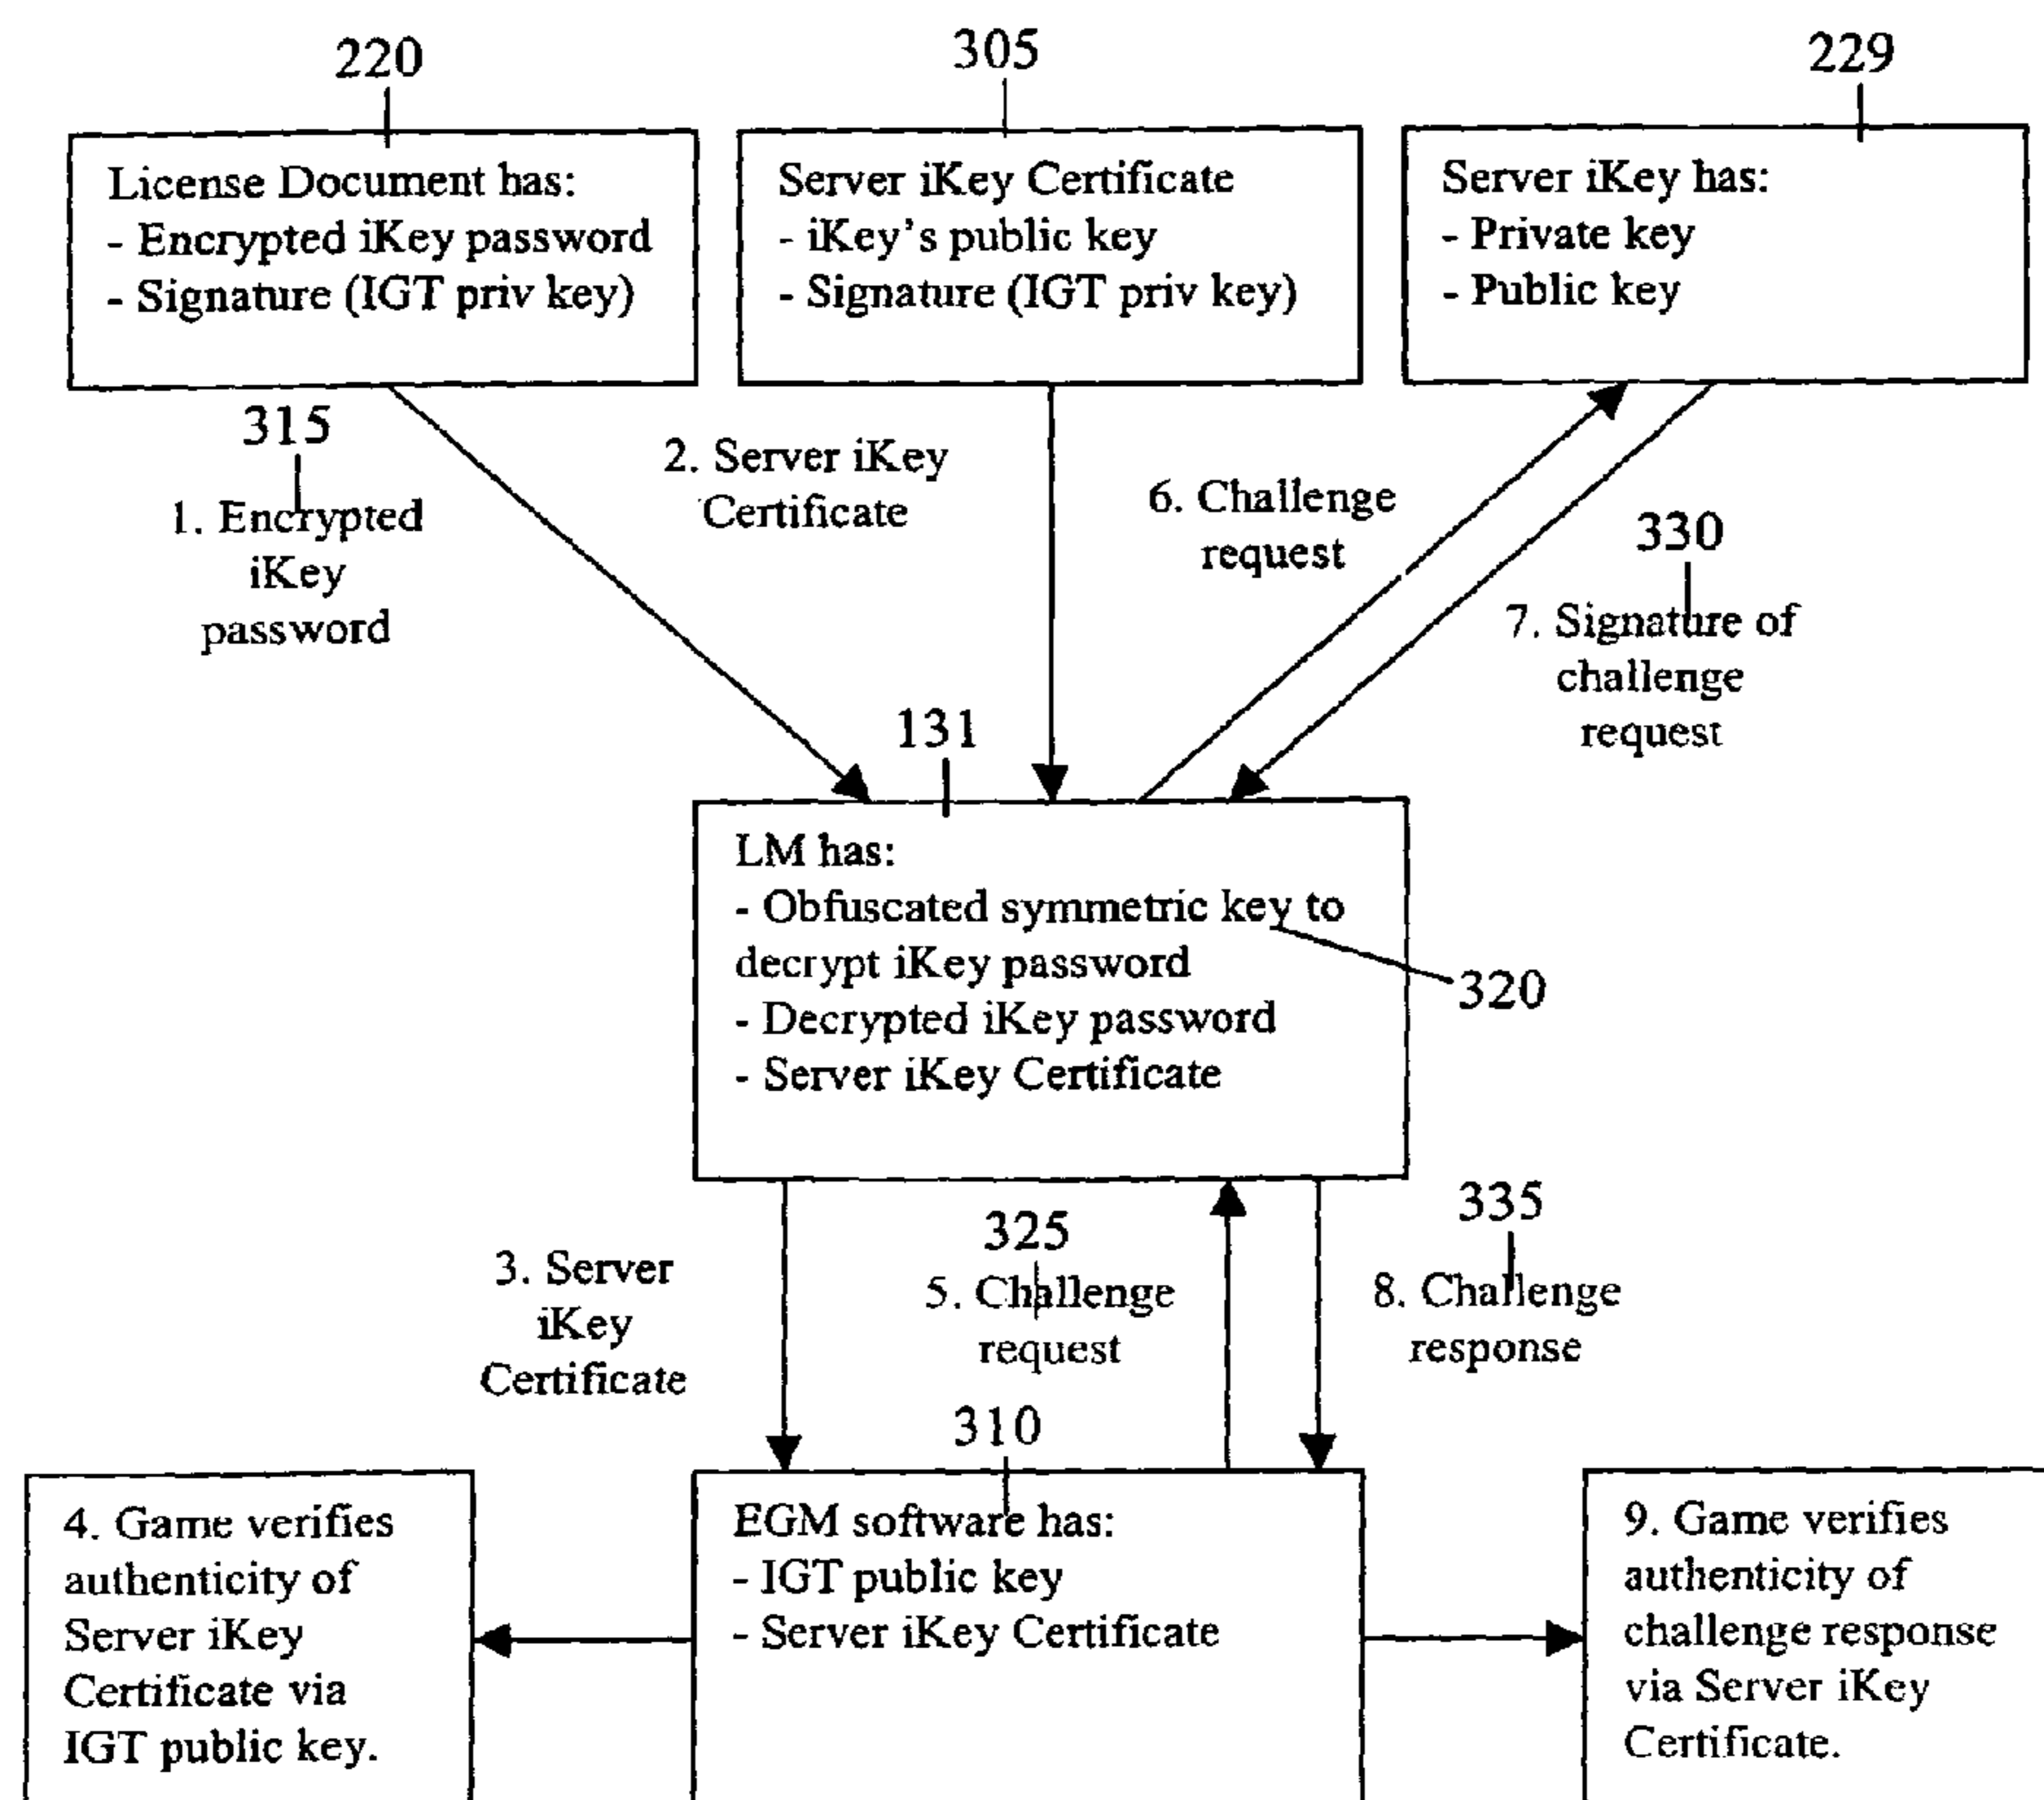 220
305
229
License Document has:
- Encrypted iKey password
- Signature (IGT priv key)
Server iKey Certificate
- iKey's public key
- Signature (IGT priv key)
Server iKey has:
- Private key
- Public key
315
1. Encrypted
iKey
password
2. Server iKey
Certificate
6. Challenge
request
330
7. Signature of
challenge
request
131
LM has:
- Obfuscated symmetric key to
decrypt iKey password
- Decrypted iKey password
- Server iKey Certificate
320
3. Server
iKey
Certificate
325
5. Challenge
request
335
8. Challenge
response
310
4. Game verifies
authenticity of
Server iKey
Certificate via
IGT public key.
EGM software has:
- IGT public key
- Server iKey Certificate
9. Game verifies
authenticity of
challenge response
via Server iKey
Certificate.